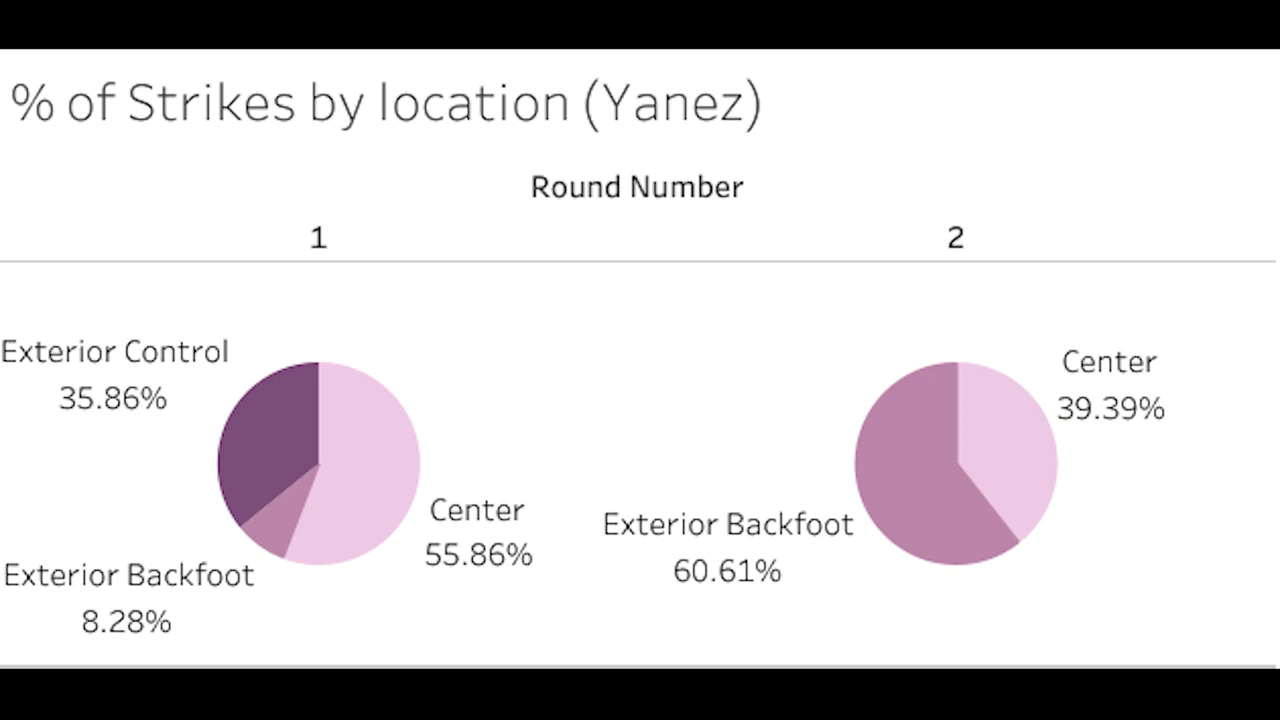 % of Strikes by location (Yanez)
Round Number
1
2
Exterior Control
35.86%
Center
55.86%
Exterior Backfoot
8.28%
Center
39.39%
Exterior Backfoot
60.61%